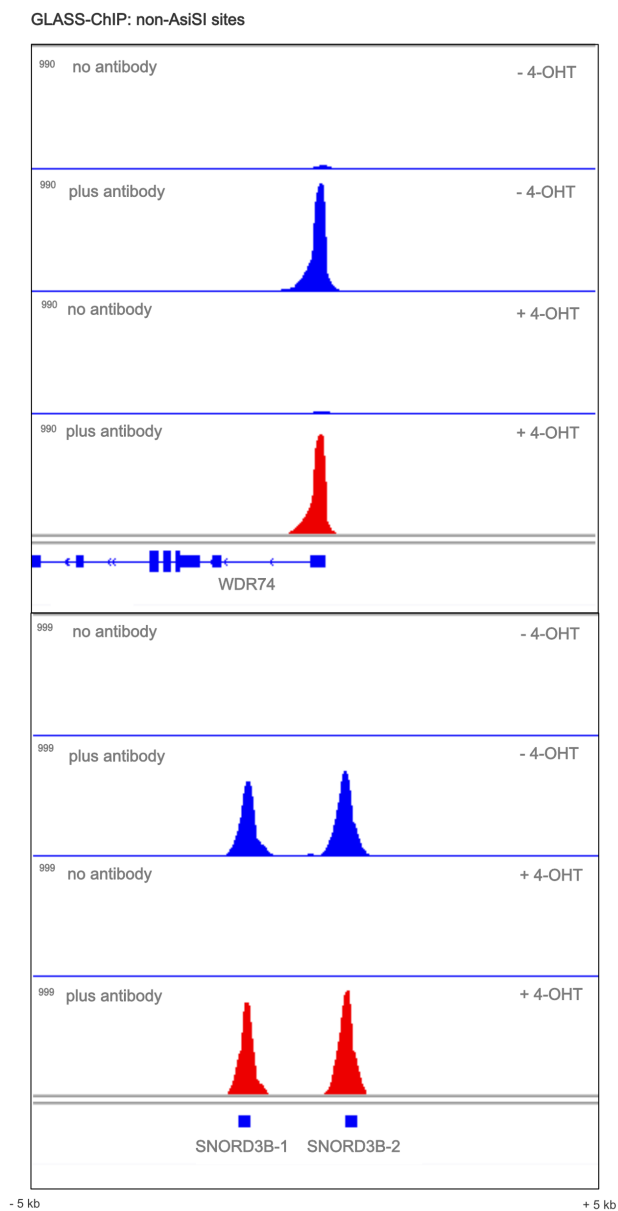 GLASS-ChIP: non-AsiSI sites
990 no antibody - 4-OHT
990 plus antibody - 4-OHT
990 no antibody + 4-OHT
990 plus antibody + 4-OHT
WDR74
999 no antibody - 4-OHT
999 plus antibody - 4-OHT
999 no antibody + 4-OHT
999 plus antibody + 4-OHT
SNORD3B-1 SNORD3B-2
- 5 kb + 5 kb